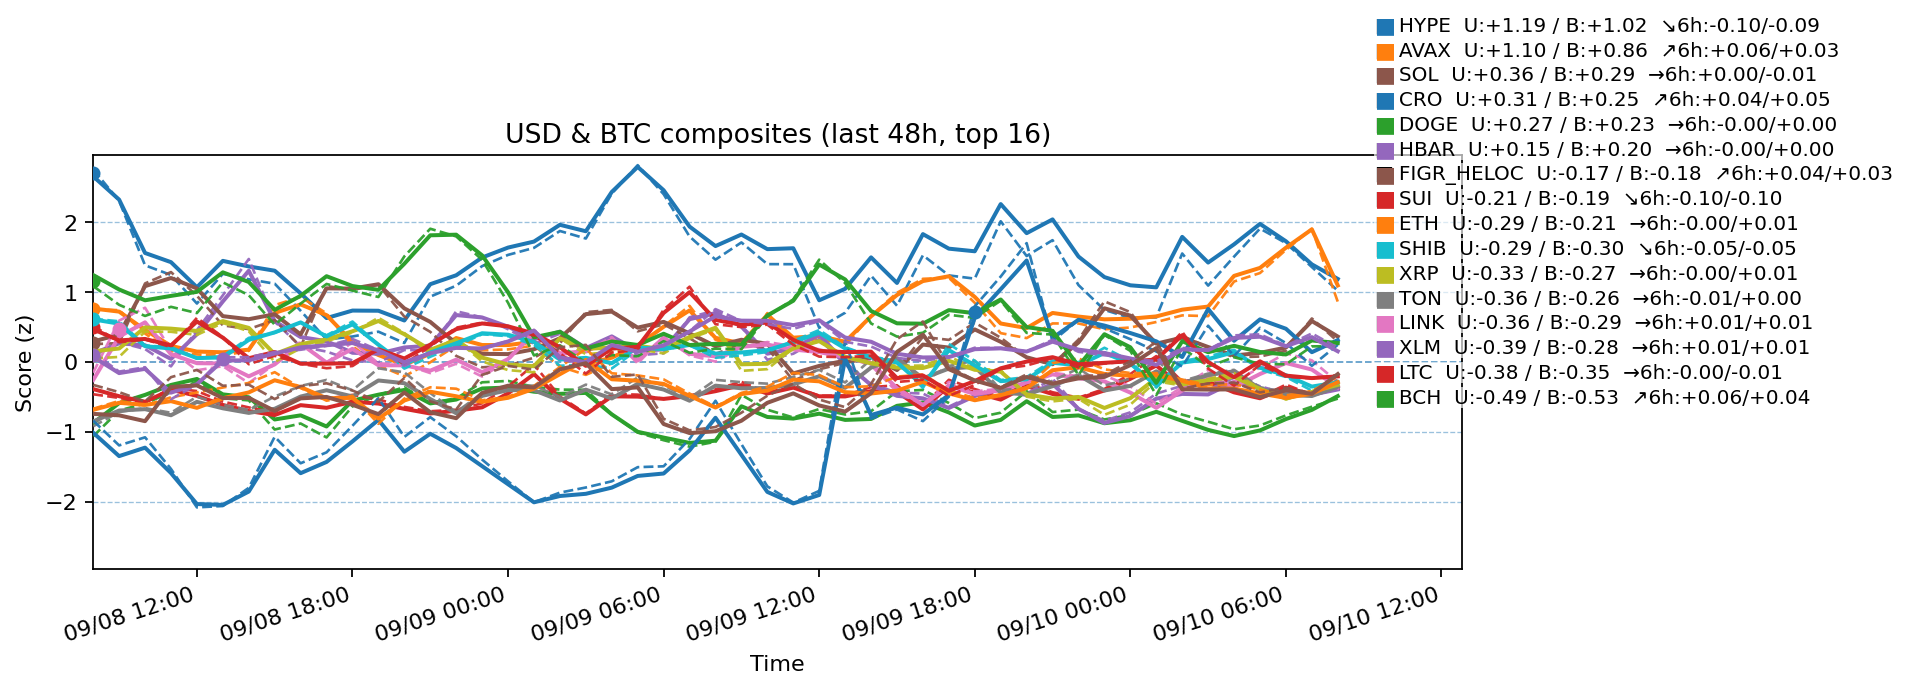 HYPE  U:+1.19 / B:+1.02  ↘6h:-0.10/-0.09
AVAX  U:+1.10 / B:+0.86  ↗6h:+0.06/+0.03
SOL  U:+0.36 / B:+0.29  →6h:+0.00/-0.01
CRO  U:+0.31 / B:+0.25  ↗6h:+0.04/+0.05
DOGE  U:+0.27 / B:+0.23  →6h:-0.00/+0.00
HBAR  U:+0.15 / B:+0.20  →6h:-0.00/+0.00
FIGR_HELOC  U:-0.17 / B:-0.18  ↗6h:+0.04/+0.03
SUI  U:-0.21 / B:-0.19  ↘6h:-0.10/-0.10
ETH  U:-0.29 / B:-0.21  →6h:-0.00/+0.01
SHIB  U:-0.29 / B:-0.30  ↘6h:-0.05/-0.05
XRP  U:-0.33 / B:-0.27  →6h:-0.00/+0.01
TON  U:-0.36 / B:-0.26  →6h:-0.01/+0.00
LINK  U:-0.36 / B:-0.29  →6h:+0.01/+0.01
XLM  U:-0.39 / B:-0.28  →6h:+0.01/+0.01
LTC  U:-0.38 / B:-0.35  →6h:-0.00/-0.01
BCH  U:-0.49 / B:-0.53  ↗6h:+0.06/+0.04
USD & BTC composites (last 48h, top 16)
Score (z)
2
1
0
−1
−2
09/08 12:00
09/08 18:00
09/09 00:00
09/09 06:00
09/09 12:00
09/09 18:00
09/10 00:00
09/10 06:00
09/10 12:00
Time